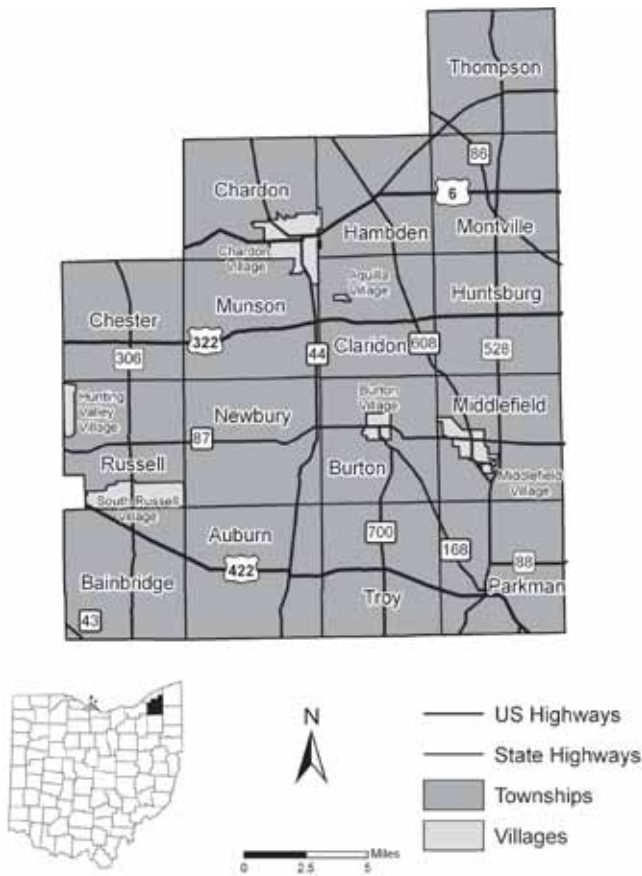 Thompson
86
Chardon
6
Hambden
Montville
Chardon
Village
Aquilla
Village
Munson
Huntsburg
Chester
322
306
44
Claridon
608
528
Hunting
Valley
Village
Burton
Village
Newbury
Middlefield
87
Russell
Burton
Middlefield
Village
South Russell
Village
Auburn
700
168
88
422
Bainbridge
Troy
Parkman
43
N
US Highways
State Highways
Townships
Villages
Miles
0 2.5 5